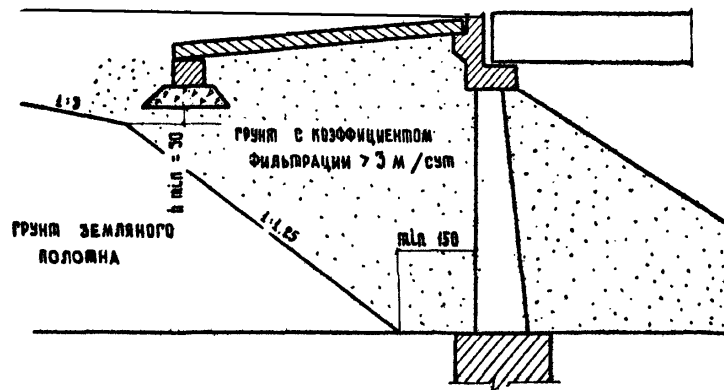 1:3
ГРУНТ С КОЭФФИЦИЕНТОМ
ФИЛЬТРАЦИИ > 3 М/СУТ
h min = 30
ГРУНТ ЗЕМЛЯНОГО
ПОЛОТНА
1:1.25
min 150